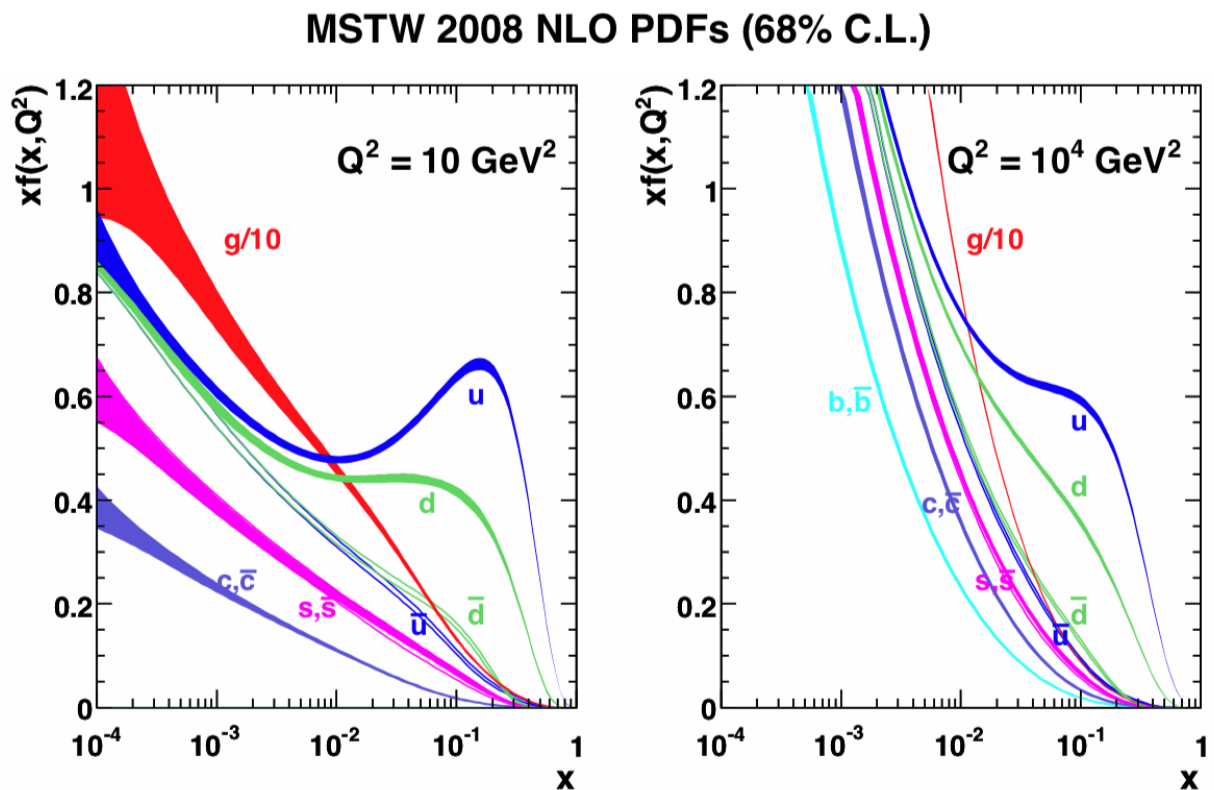 MSTW 2008 NLO PDFs (68% C.L.)
xf(x,Q²)
1.2
1
0.8
0.6
0.4
0.2
0
Q² = 10 GeV²
g/10
u
d
c,c̅
s,s̅
u̅
d̅
10⁻⁴
10⁻³
10⁻²
10⁻¹
1
x
xf(x,Q²)
1.2
1
0.8
0.6
0.4
0.2
0
Q² = 10⁴ GeV²
g/10
b,b̅
u
d
c,c̅
s,s̅
d̅
u̅
10⁻⁴
10⁻³
10⁻²
10⁻¹
1
x